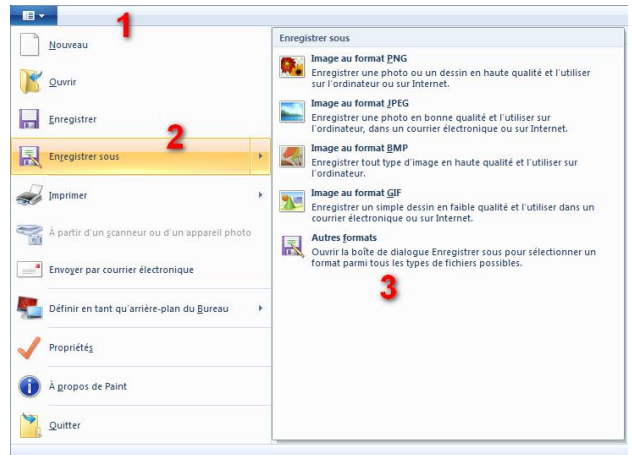 1
Nouveau
Ouvrir
Enregistrer
2
Enregistrer sous
Imprimer
À partir d'un scanneur ou d'un appareil photo
Envoyer par courrier électronique
Définir en tant qu'arrière-plan du Bureau
Propriétés
À propos de Paint
Quitter
Enregistrer sous
Image au format PNG
Enregistrer une photo ou un dessin en haute qualité et l'utiliser
sur l'ordinateur ou sur Internet.
Image au format JPEG
Enregistrer une photo en bonne qualité et l'utiliser sur
l'ordinateur, dans un courrier électronique ou sur Internet.
Image au format BMP
Enregistrer tout type d'image en haute qualité et l'utiliser sur
l'ordinateur.
Image au format GIF
Enregistrer un simple dessin en faible qualité et l'utiliser dans un
courrier électronique ou sur Internet.
Autres formats
Ouvrir la boîte de dialogue Enregistrer sous pour sélectionner un
format parmi tous les types de fichiers possibles.
3